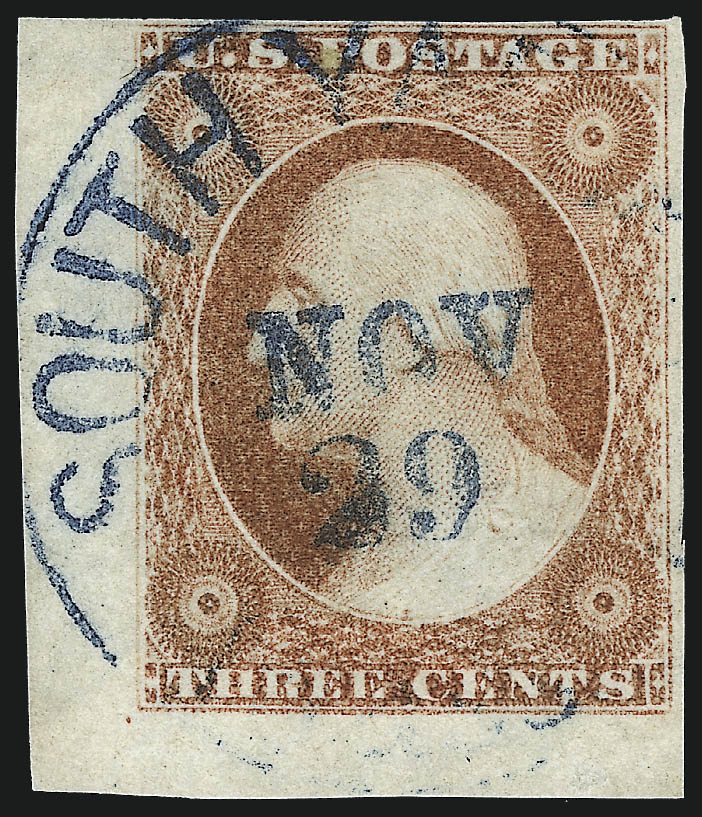 U.S. POSTAGE
SOUTH
NOV
29
THREE CENTS